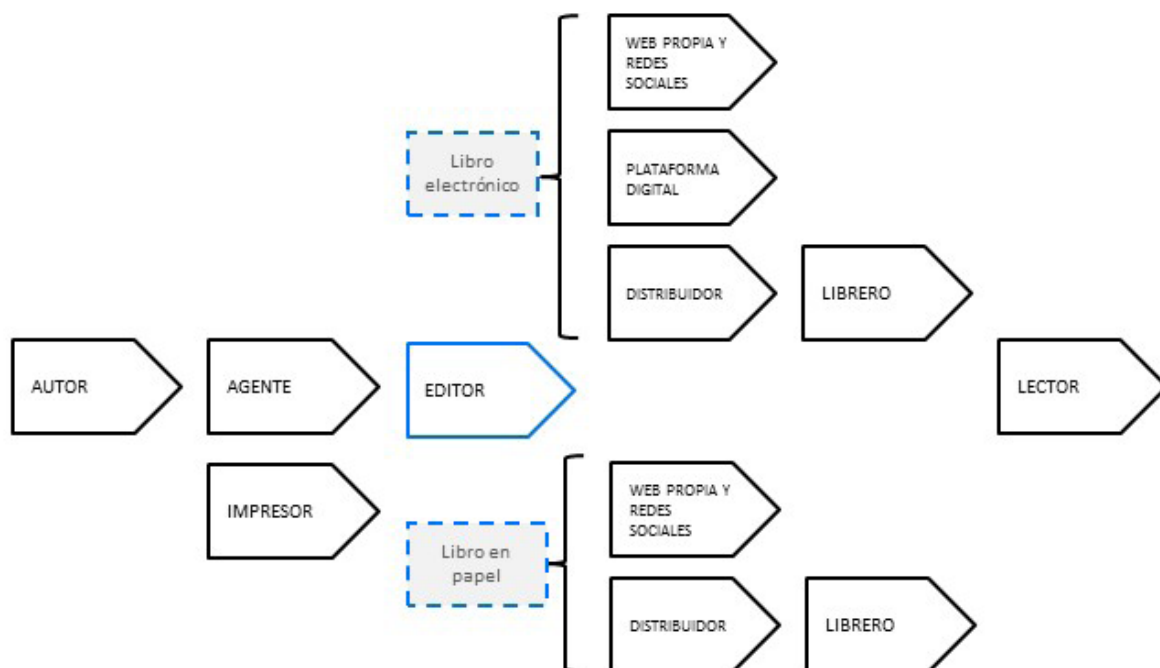 WEB PROPIA Y
REDES
SOCIALES
Libro
electrónico
PLATAFORMA
DIGITAL
DISTRIBUIDOR
LIBRERO
AUTOR
AGENTE
EDITOR
LECTOR
IMPRESOR
WEB PROPIA Y
REDES
SOCIALES
Libro en
papel
DISTRIBUIDOR
LIBRERO